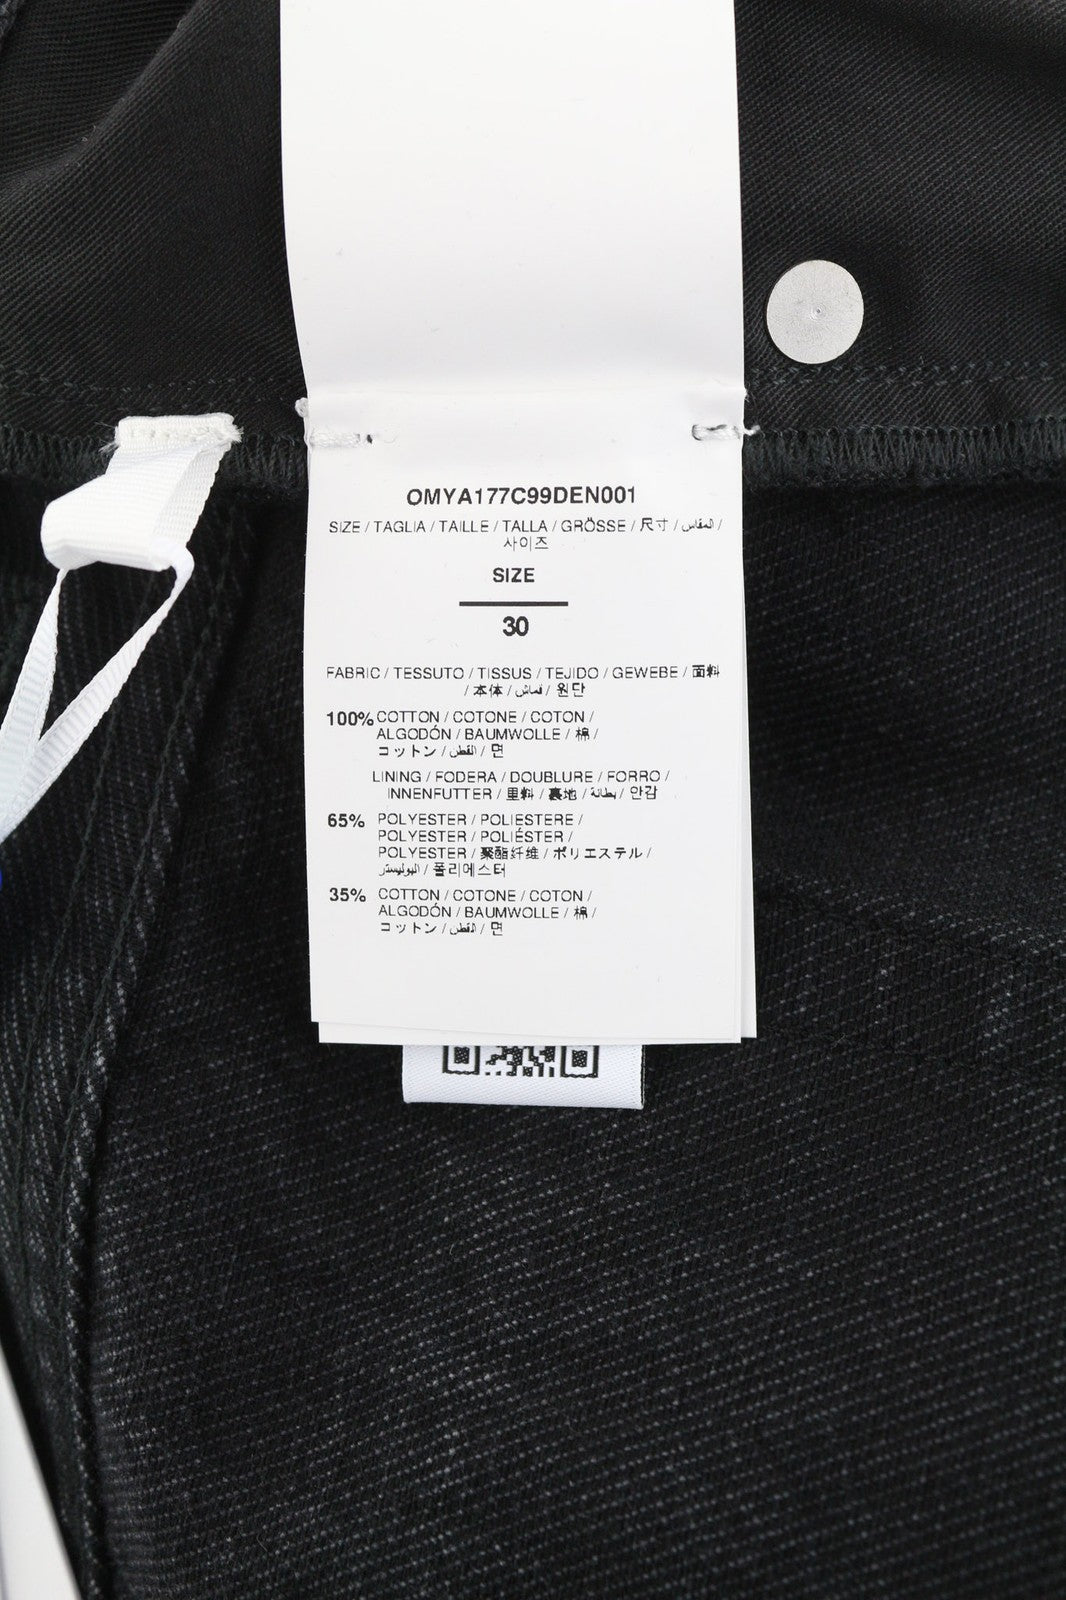 OMYA177C99DEN001
SIZE / TAGLIA / TAILLE / TALLA / GRÖSSE / 尺寸 / المقاس /
사이즈
SIZE
30
FABRIC / TESSUTO / TISSUS / TEJIDO / GEWEBE / 面料
/ 本体 / قماش / 원단
100% COTTON / COTONE / COTON /
ALGODÓN / BAUMWOLLE / 棉 /
コットン / القطن / 면
LINING / FODERA / DOUBLURE / FORRO /
INNENFUTTER / 里料 / 裏地 / بطانة / 안감
65% POLYESTER / POLIESTERE /
POLYESTER / POLIÉSTER /
POLYESTER / 聚酯纤维 / ポリエステル /
البوليستر / 폴리에스터
35% COTTON / COTONE / COTON /
ALGODÓN / BAUMWOLLE / 棉 /
コットン / القطن / 면